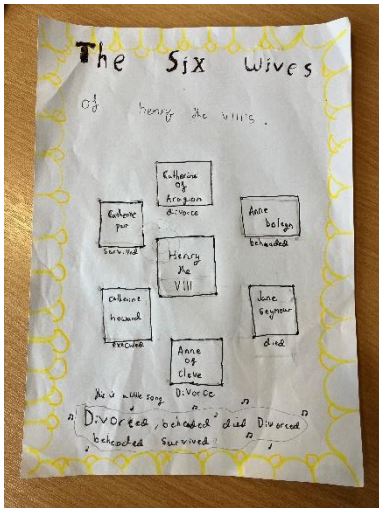 The Six Wives
of henry the VIII's.
Catherine
of
Aragon
divorce
Anne
boleyn
beheaded
Jane
Seymour
died
Anne
of
Cleve
Divorce
Catherine
howard
executed
Catherine
parr
Survived
Henry
the
VIII
this is a little song
Divorced, beheaded died Divorced
beheaded Survived